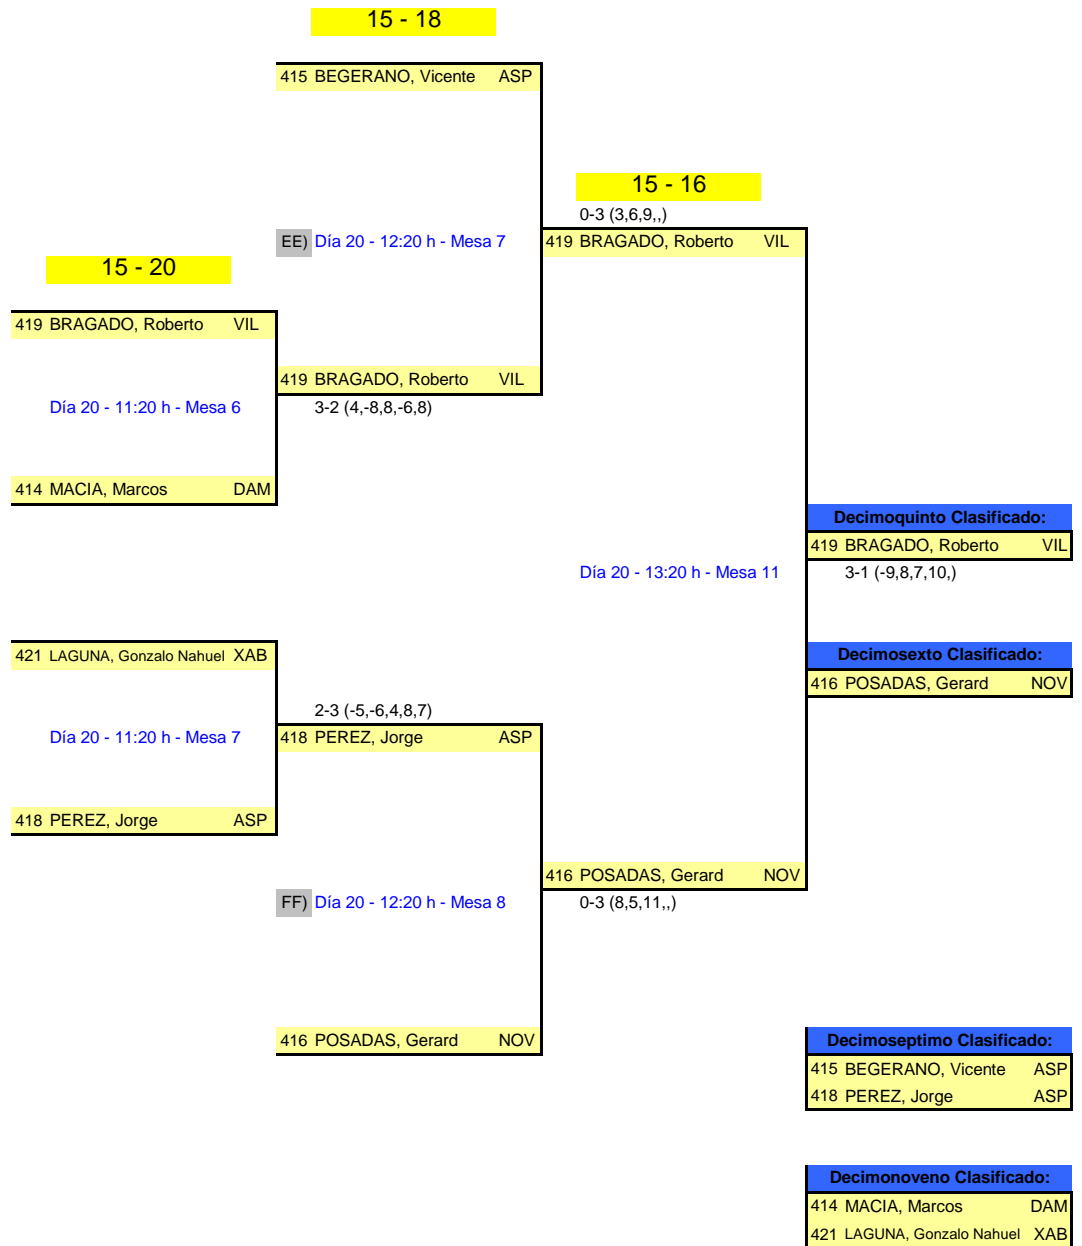 15 - 18
415 BEGERANO, Vicente ASP
15 - 16
0-3 (3,6,9,,)
EE) Día 20 - 12:20 h - Mesa 7
419 BRAGADO, Roberto VIL
15 - 20
419 BRAGADO, Roberto VIL
419 BRAGADO, Roberto VIL
Día 20 - 11:20 h - Mesa 6
3-2 (4,-8,8,-6,8)
414 MACIA, Marcos DAM
Decimoquinto Clasificado:
419 BRAGADO, Roberto VIL
Día 20 - 13:20 h - Mesa 11
3-1 (-9,8,7,10,)
421 LAGUNA, Gonzalo Nahuel XAB
Decimosexto Clasificado:
416 POSADAS, Gerard NOV
2-3 (-5,-6,4,8,7)
Día 20 - 11:20 h - Mesa 7
418 PEREZ, Jorge ASP
418 PEREZ, Jorge ASP
416 POSADAS, Gerard NOV
FF) Día 20 - 12:20 h - Mesa 8
0-3 (8,5,11,,)
416 POSADAS, Gerard NOV
Decimoseptimo Clasificado:
415 BEGERANO, Vicente ASP
418 PEREZ, Jorge ASP
Decimonoveno Clasificado:
414 MACIA, Marcos DAM
421 LAGUNA, Gonzalo Nahuel XAB